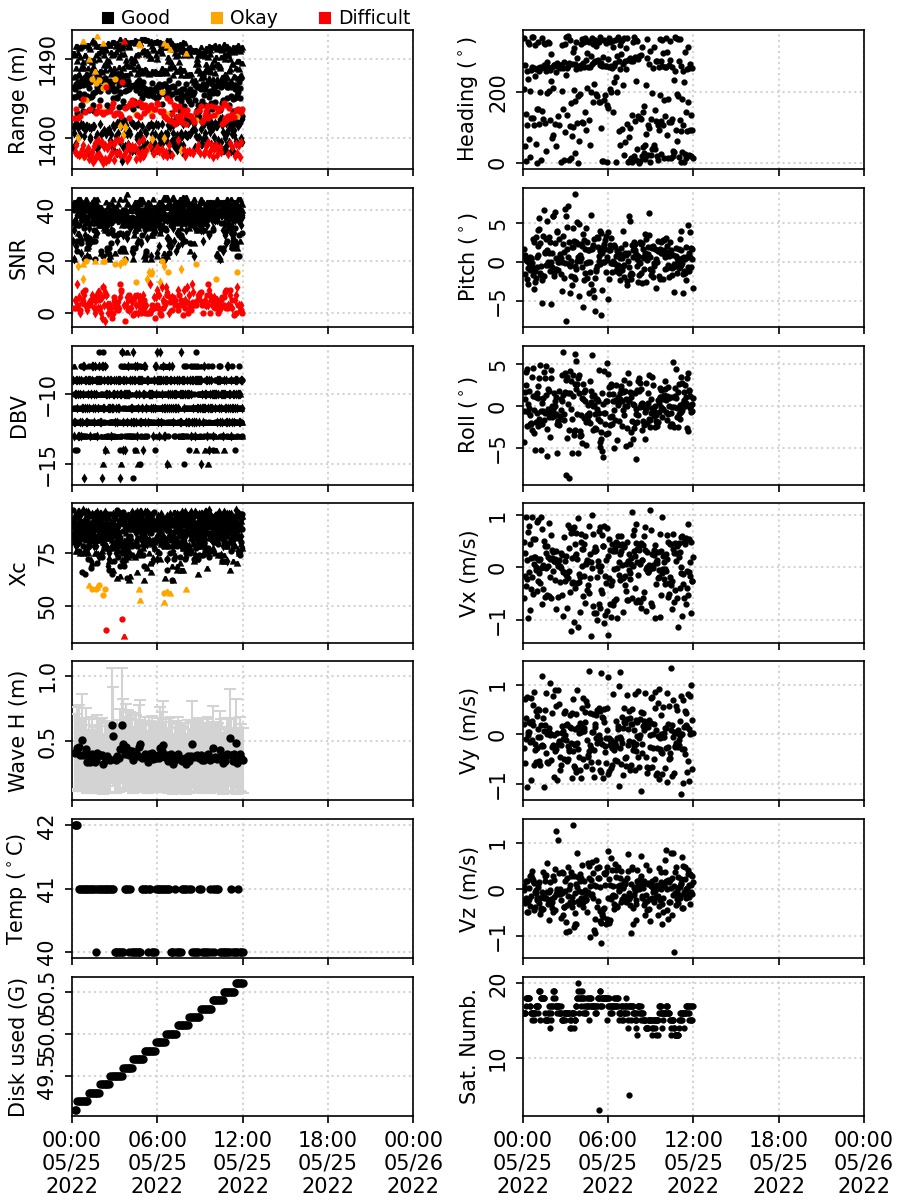 Good Okay Difficult
Range (m)
1490
1400
Heading (°)
200
0
SNR
40
20
0
Pitch (°)
5
0
−5
DBV
−10
−15
Roll (°)
5
0
−5
Xc
75
50
Vx (m/s)
1
0
−1
Wave H (m)
1.0
0.5
Vy (m/s)
1
0
−1
Temp (°C)
42
41
40
Vz (m/s)
1
0
−1
Disk used (G)
50.5
50.0
49.5
Sat. Numb.
20
10
00:00 06:00 12:00 18:00 00:00
05/25 05/25 05/25 05/25 05/26
2022 2022 2022 2022 2022
00:00 06:00 12:00 18:00 00:00
05/25 05/25 05/25 05/25 05/26
2022 2022 2022 2022 2022